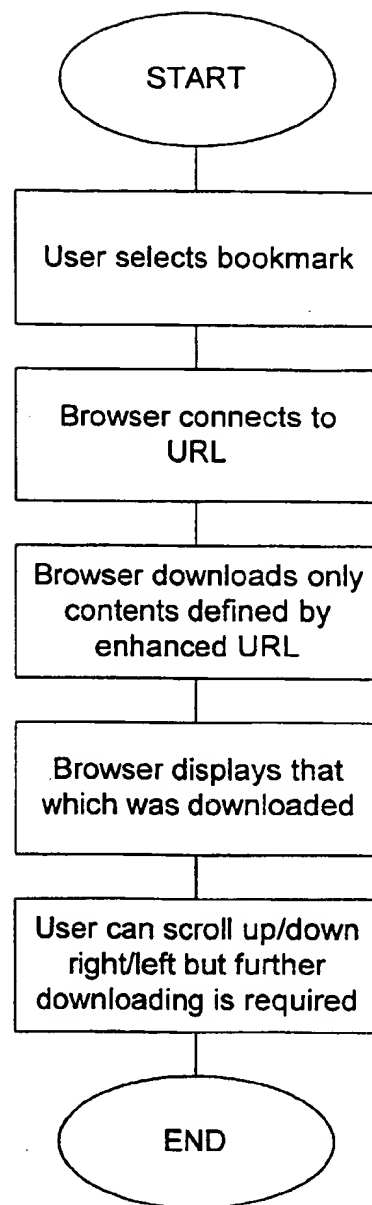 START
User selects bookmark
Browser connects to
URL
Browser downloads only
contents defined by
enhanced URL
Browser displays that
which was downloaded
User can scroll up/down
right/left but further
downloading is required
END